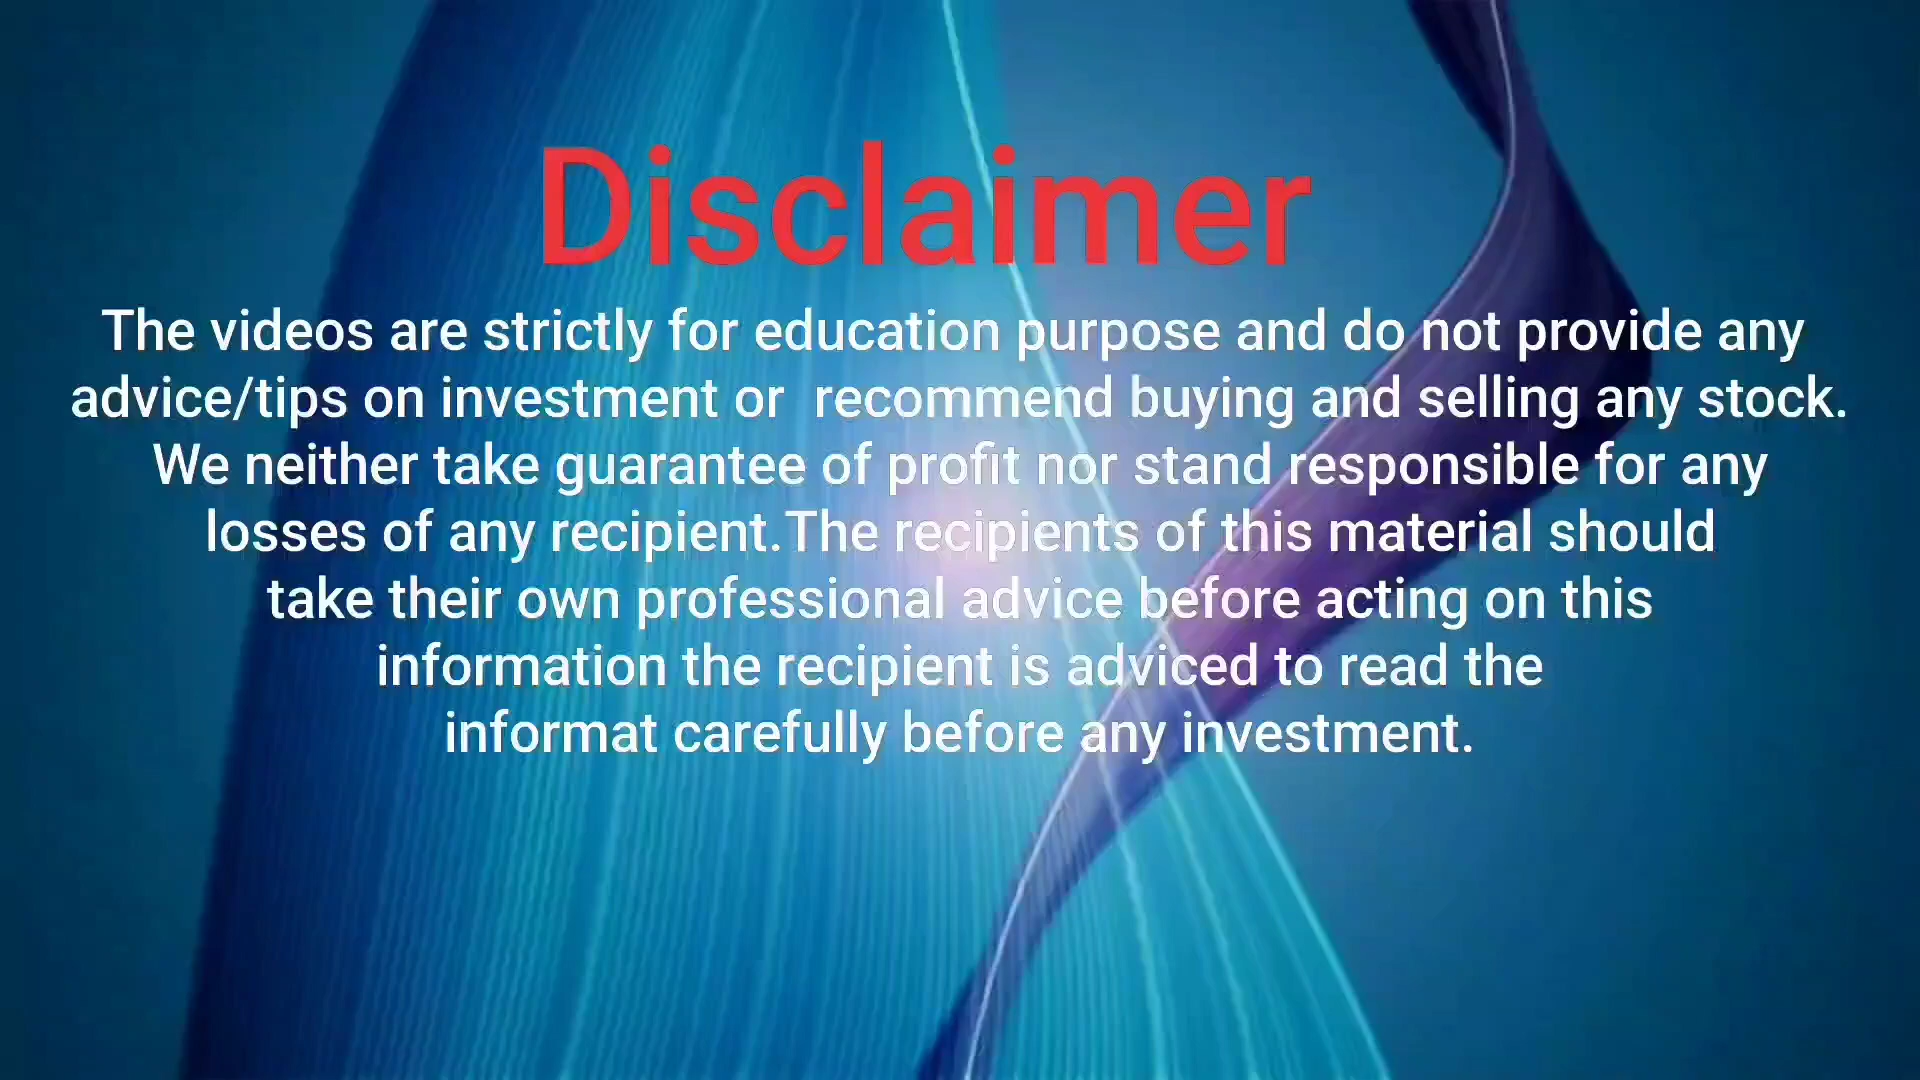 Disclaimer
The videos are strictly for education purpose and do not provide any
advice/tips on investment or  recommend buying and selling any stock.
We neither take guarantee of profit nor stand responsible for any
losses of any recipient.The recipients of this material should
take their own professional advice before acting on this
information the recipient is adviced to read the
informat carefully before any investment.